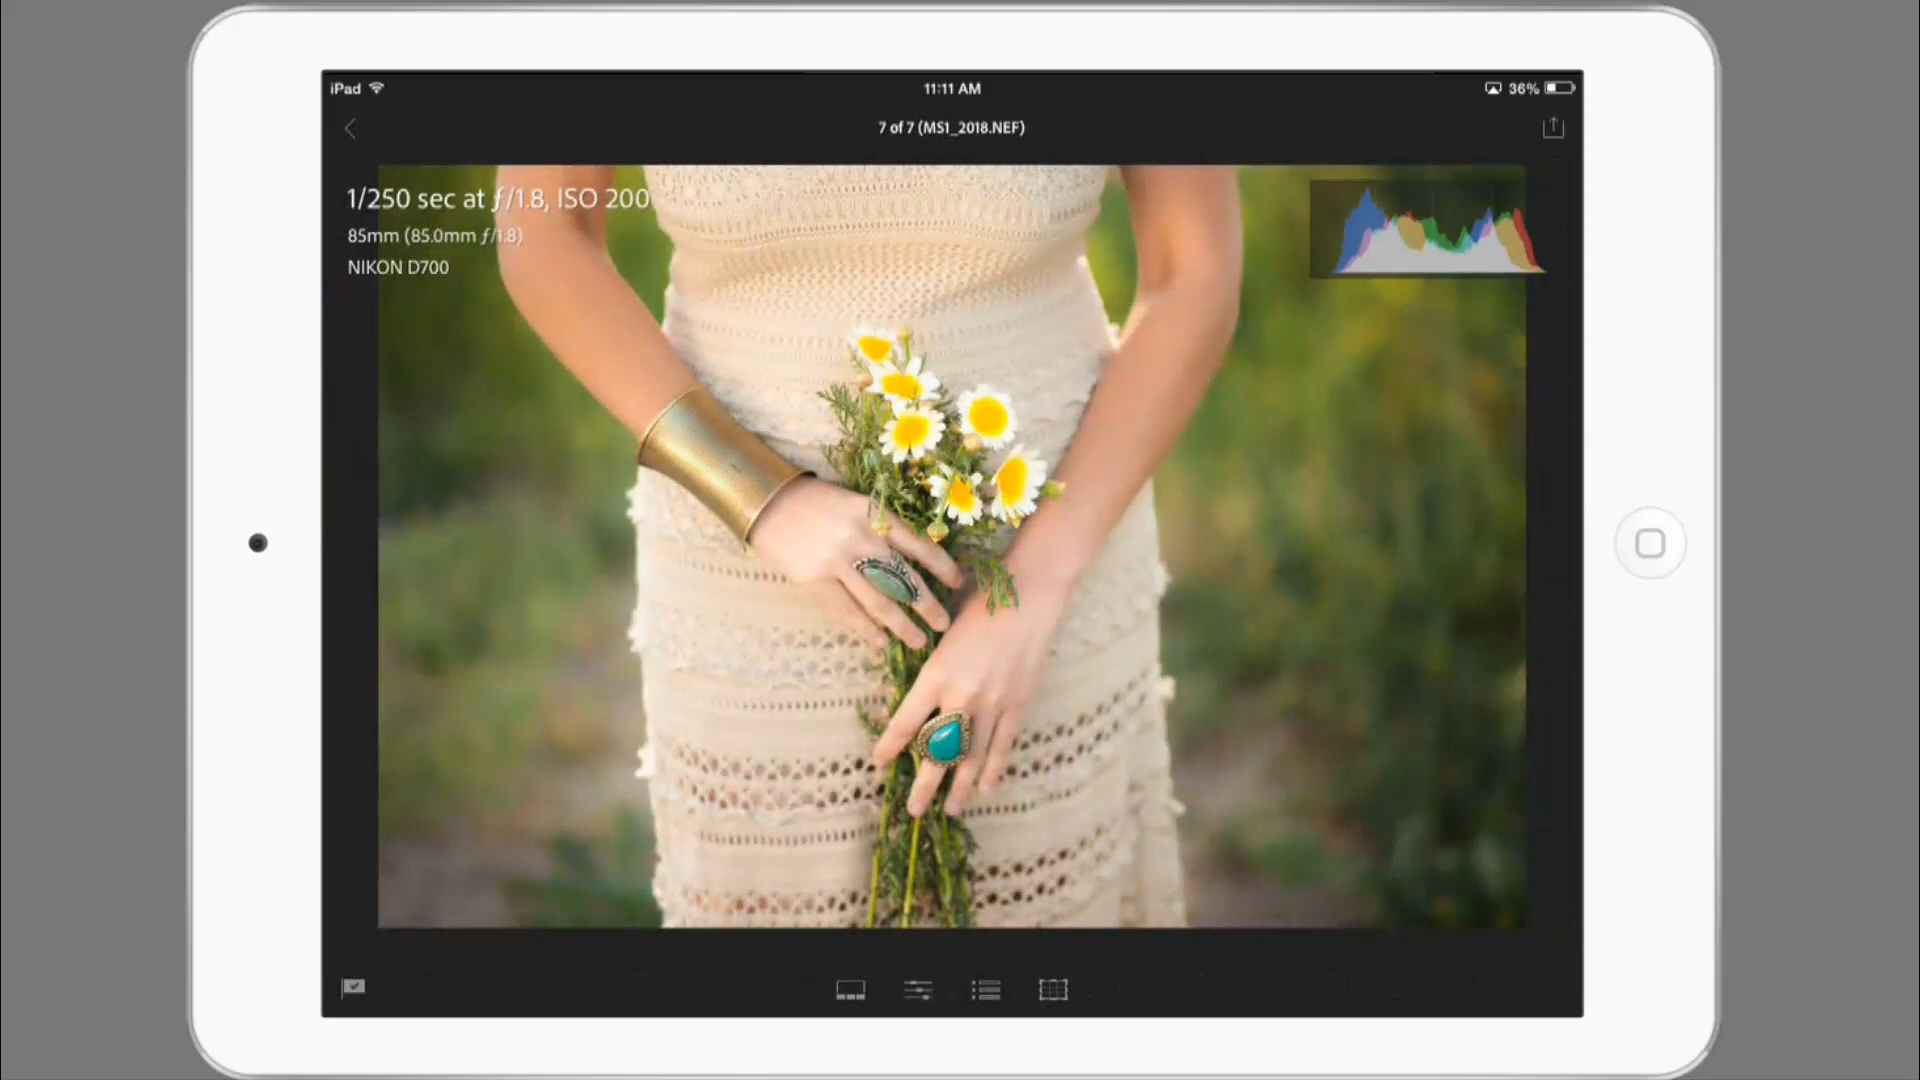 iPad 11:11 AM 36%
7 of 7 (MS1_2018.NEF)
1/250 sec at ƒ/1.8, ISO 200
85mm (85.0mm ƒ/1.8)
NIKON D700